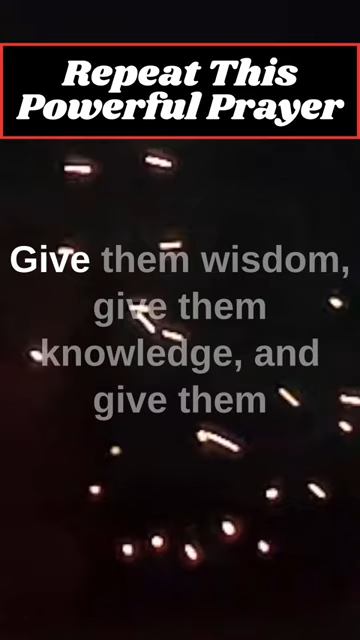 Repeat This
Powerful Prayer
Give them wisdom,
give them
knowledge, and
give them